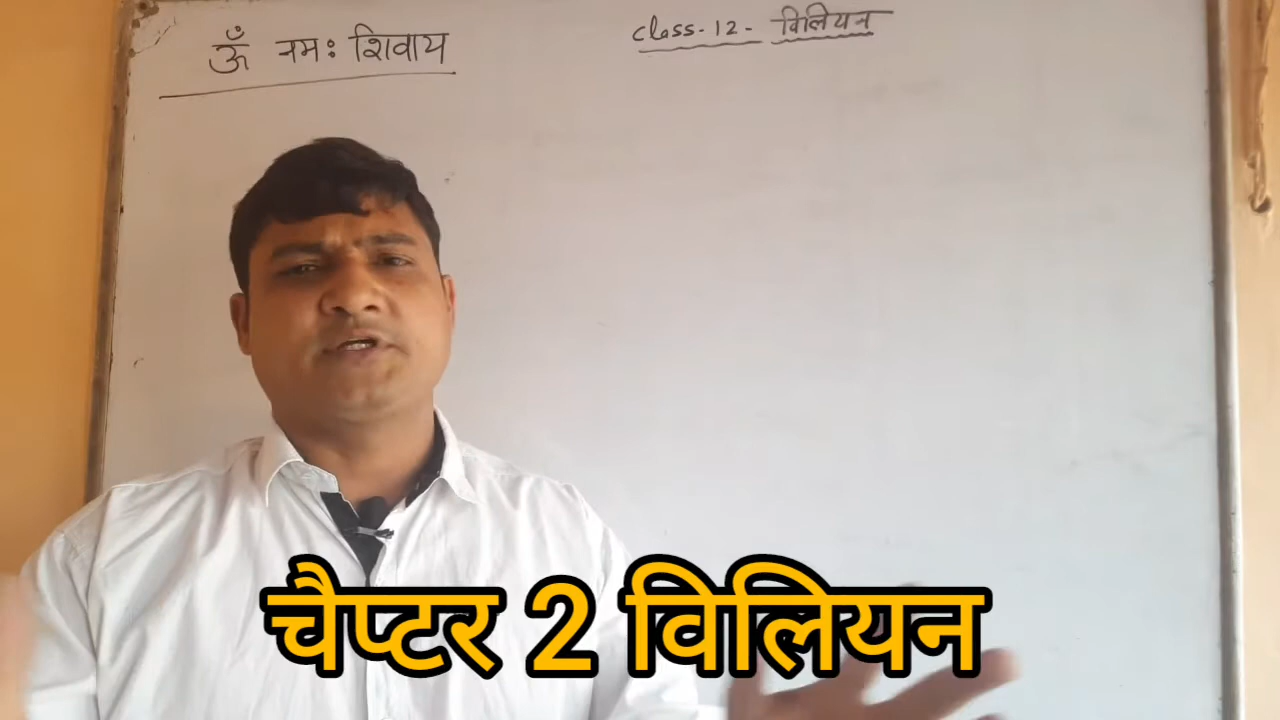 ॐ नमः शिवाय
class-12- विलियन
चैप्टर 2 विलियन